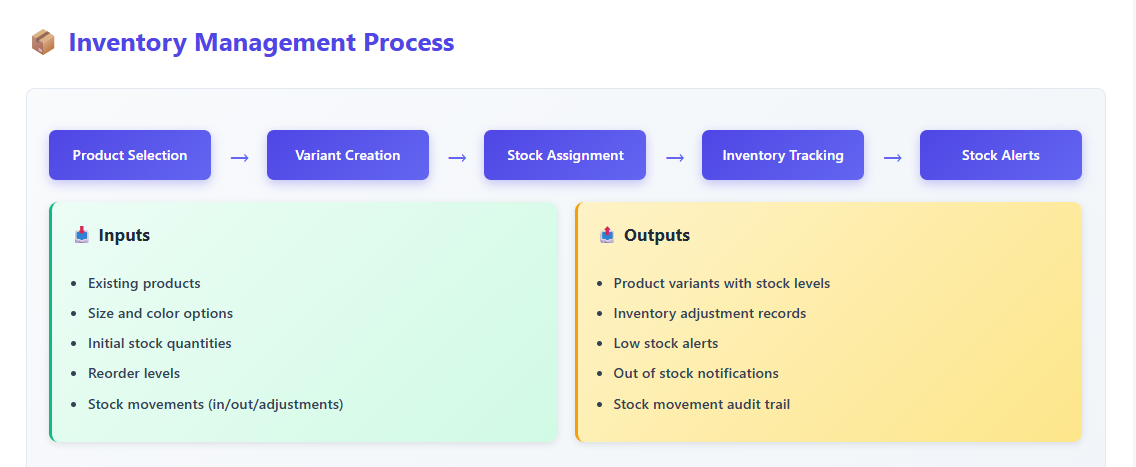 Inventory Management Process
Product Selection → Variant Creation → Stock Assignment → Inventory Tracking → Stock Alerts
Inputs
• Existing products
• Size and color options
• Initial stock quantities
• Reorder levels
• Stock movements (in/out/adjustments)
Outputs
• Product variants with stock levels
• Inventory adjustment records
• Low stock alerts
• Out of stock notifications
• Stock movement audit trail